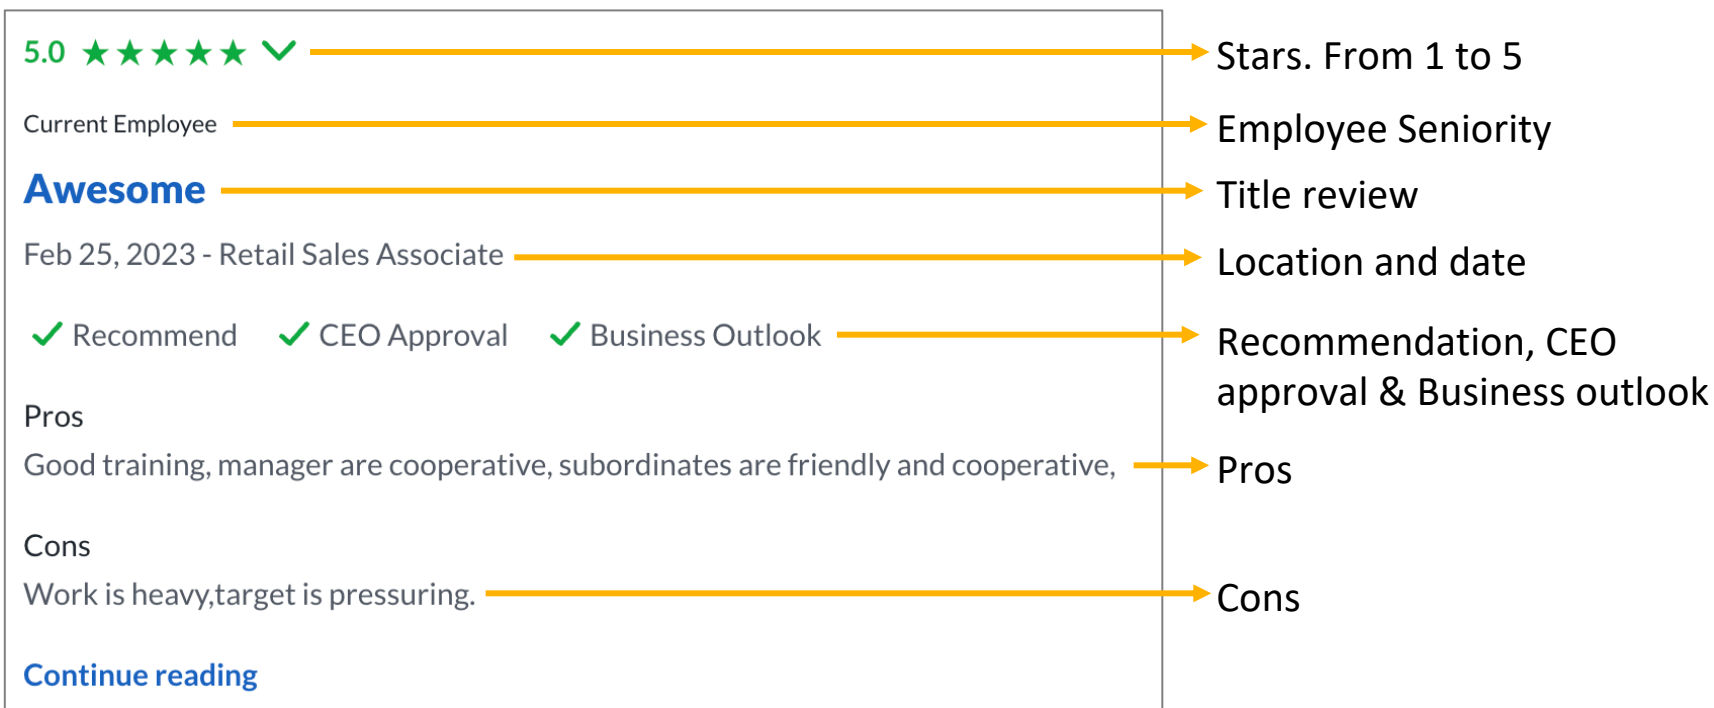 5.0
Stars. From 1 to 5
Current Employee
Employee Seniority
Awesome
Title review
Feb 25, 2023 - Retail Sales Associate
Location and date
Recommend CEO Approval Business Outlook
Recommendation, CEO
approval & Business outlook
Pros
Good training, manager are cooperative, subordinates are friendly and cooperative,
Pros
Cons
Work is heavy,target is pressuring.
Cons
Continue reading